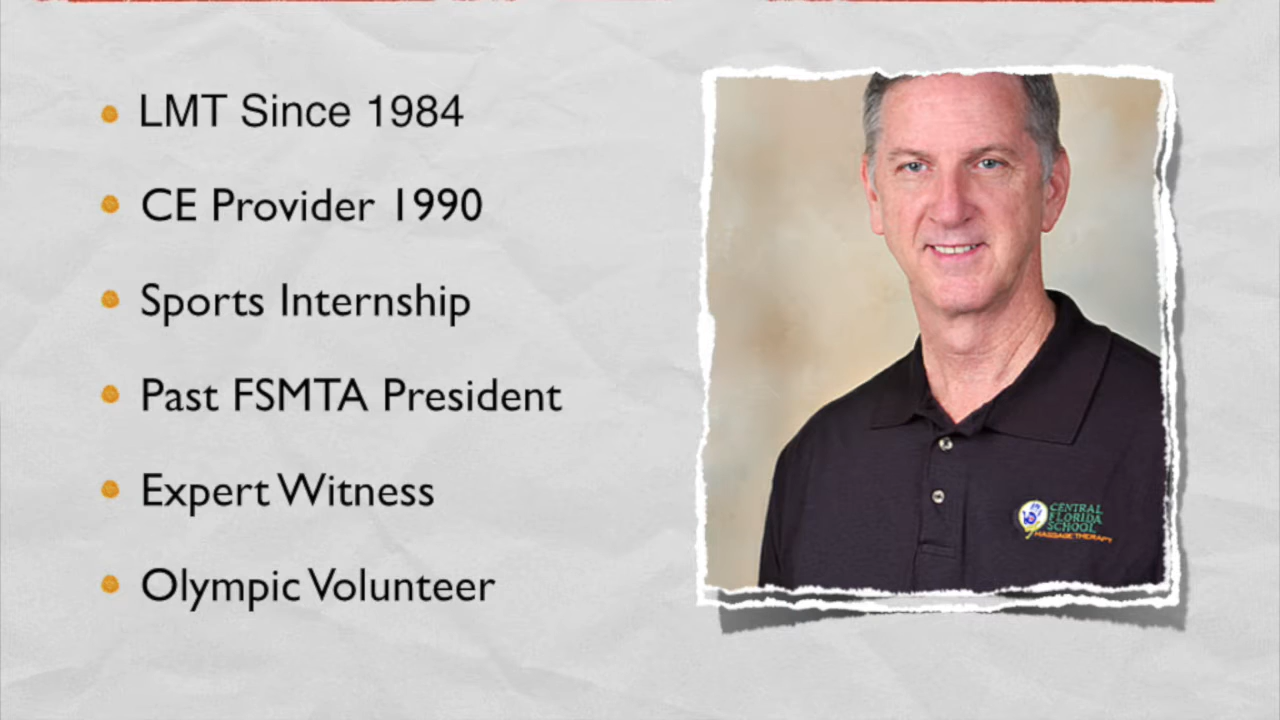 LMT Since 1984
CE Provider 1990
Sports Internship
Past FSMTA President
Expert Witness
Olympic Volunteer
CENTRAL
FLORIDA
SCHOOL
MASSAGE THERAPY